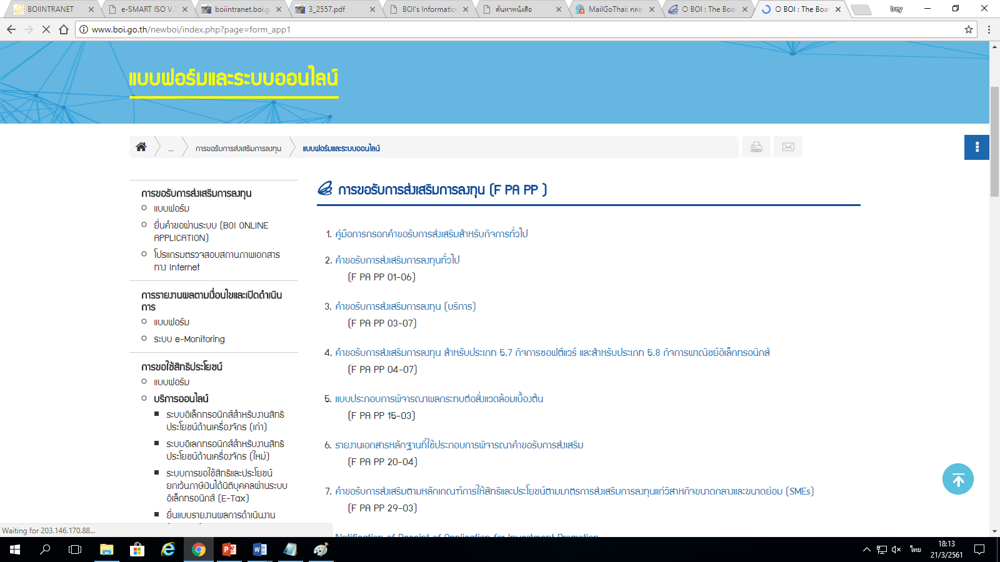 BOIINTRANET
e-SMART ISO V.7
boiintranet.boi.g
3_2557.pdf
BOI's Informatio
ค้นหาหนังสือ
MailGoThai: กล่อ
O BOI : The Boar
O BOI : The Boar
trey
www.boi.go.th/newboi/index.php?page=form_app1
แบบฟอร์มและระบบออนไลน์
... การขอรับการส่งเสริมการลงทุน แบบฟอร์มและระบบออนไลน์
การขอรับการส่งเสริมการลงทุน
แบบฟอร์ม
ยื่นคำขอผ่านระบบ (BOI ONLINE
APPLICATION)
โปรแกรมตรวจสอบสถานภาพเอกสาร
ทาง Internet
การรายงานผลตามเงื่อนไขและเปิดดำเนิน
การ
แบบฟอร์ม
ระบบ e-Monitoring
การขอใช้สิทธิประโยชน์
แบบฟอร์ม
บริการออนไลน์
ระบบอิเล็กทรอนิกส์สำหรับงานสิทธิ
ประโยชน์ด้านเครื่องจักร (เก่า)
ระบบอิเลกทรอนิกส์สำหรับงานสิทธิ
ประโยชน์ด้านเครื่องจักร (ใหม่)
ระบบการขอใช้สิทธิและประโยชน์
ยกเว้นภาษีเงินได้นิติบุคคลผ่านระบบ
อิเล็กทรอนิกส์ (E-Tax)
ยื่นแบบรายงานผลการดำเนินงาน
การขอรับการส่งเสริมการลงทุน (F PA PP )
1. คู่มือการกรอกคำขอรับการส่งเสริมสำหรับกิจการทั่วไป
2. คำขอรับการส่งเสริมการลงทุนทั่วไป
(F PA PP 01-06)
3. คำขอรับการส่งเสริมการลงทุน (บริการ)
(F PA PP 03-07)
4. คำขอรับการส่งเสริมการลงทุน สำหรับประเภท 5.7 กิจการซอฟต์แวร์ และสำหรับประเภท 5.8 กิจการพาณิชย์อิเล็กทรอนิกส์
(F PA PP 04-07)
5. แบบประกอบการพิจารณาผลกระทบต่อสิ่งแวดล้อมเบื้องต้น
(F PA PP 15-03)
6. รายงานเอกสารหลักฐานที่ใช้ประกอบการพิจารณาคำขอรับการส่งเสริม
(F PA PP 20-04)
7. คำขอรับการส่งเสริมตามหลักเกณฑ์การให้สิทธิและประโยชน์ตามมาตรการส่งเสริมการลงทุนแก่วิสาหกิจขนาดกลางและขนาดย่อม (SMEs)
(F PA PP 29-03)
Notification of Receipt of Application for Investment Promotion
Waiting for 203.146.170.88...
ไทย
18:13
21/3/2561